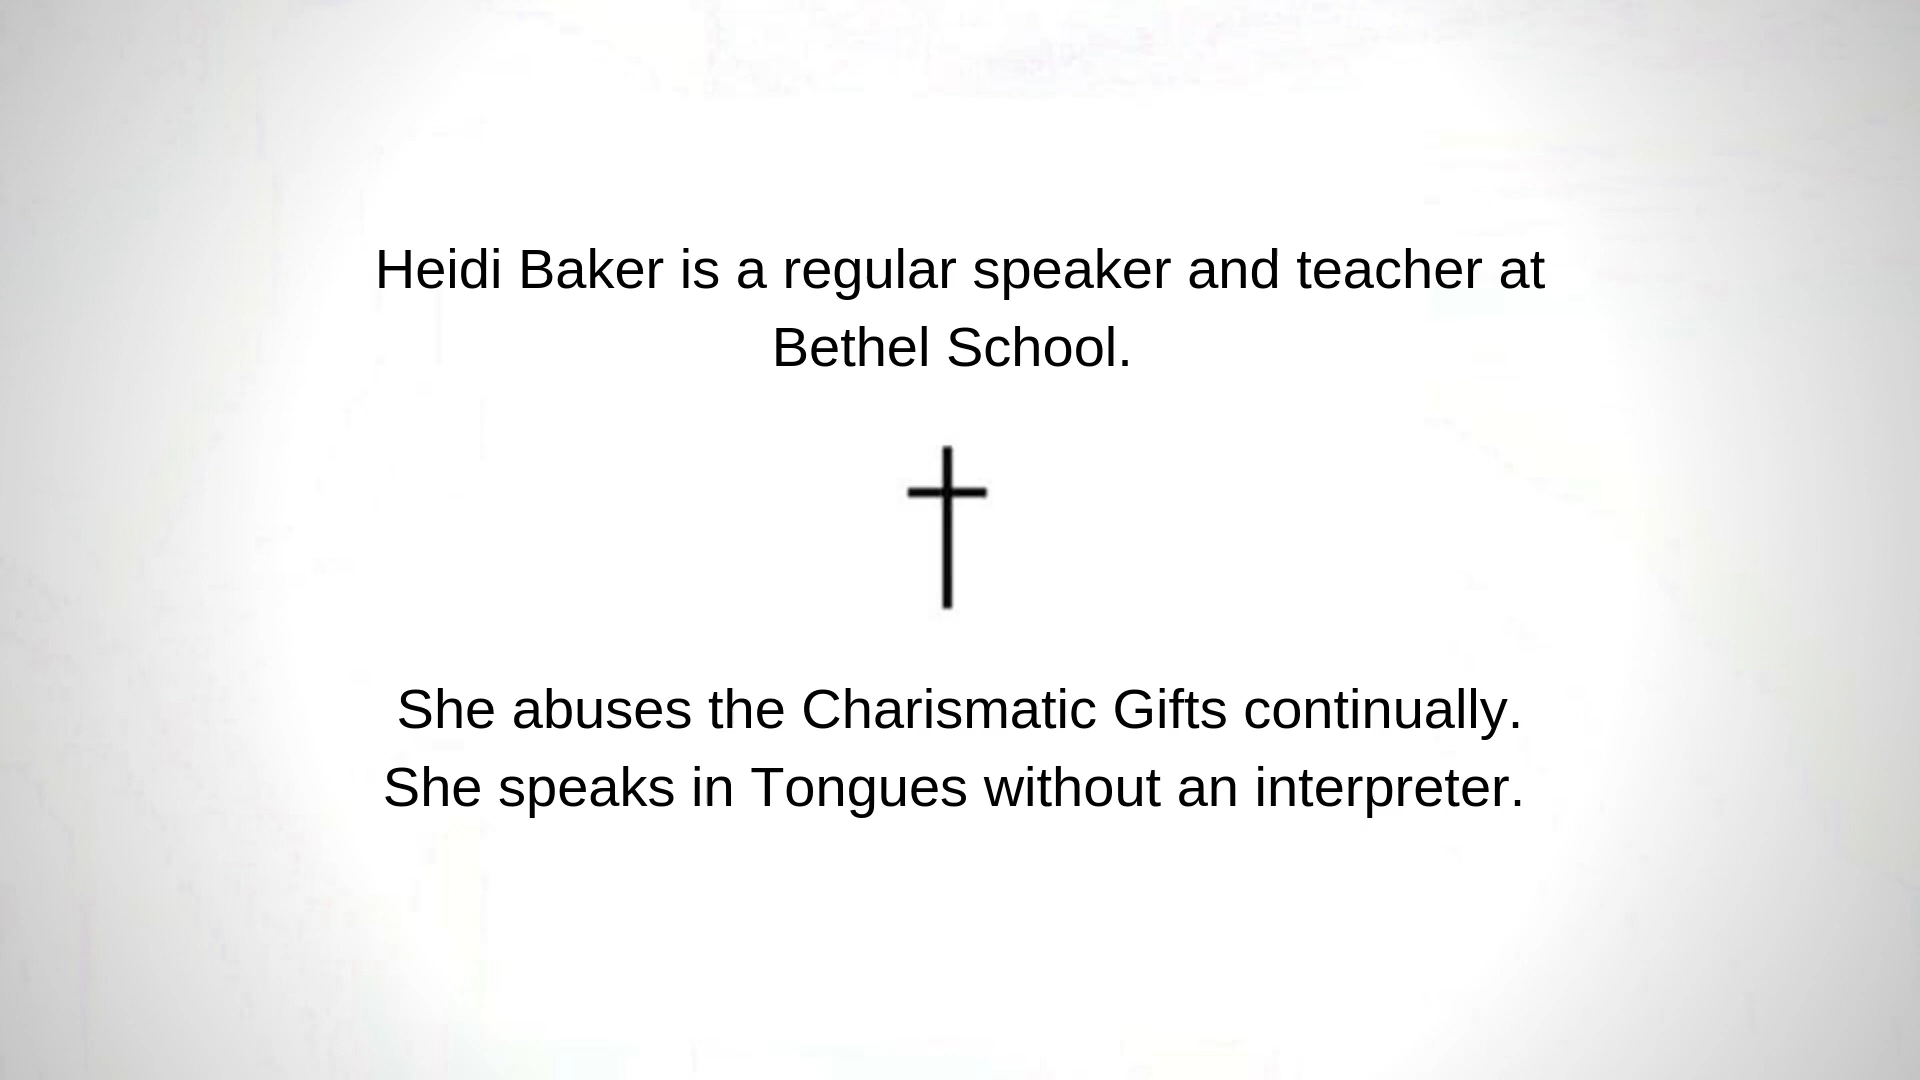 Heidi Baker is a regular speaker and teacher at
Bethel School.
She abuses the Charismatic Gifts continually.
She speaks in Tongues without an interpreter.